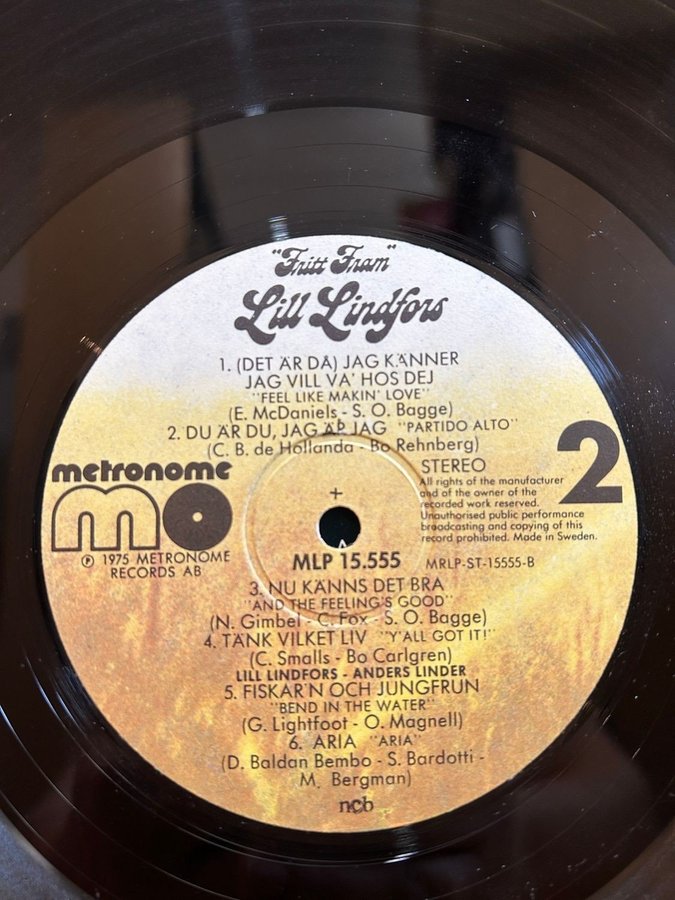 "Fritt Fram"
Lill Lindfors
1. (DET ÄR DÅ) JAG KÄNNER
JAG VILL VA' HOS DEJ
"FEEL LIKE MAKIN' LOVE"
(E. McDaniels - S. O. Bagge)
2. DU ÄR DU, JAG ÄR JAG "PARTIDO ALTO"
(C. B. de Hollanda - Bo Rehnberg)
metronome
mo
℗ 1975 METRONOME
RECORDS AB
STEREO
2
All rights of the manufacturer
and of the owner of the
recorded work reserved.
Unauthorised public performance
broadcasting and copying of this
record prohibited. Made in Sweden.
MLP 15.555
MRLP-ST-15555-B
3. NU KÄNNS DET BRA
"AND THE FEELING'S GOOD"
(N. Gimbel - C. Fox - S. O. Bagge)
4. TÄNK VILKET LIV "Y'ALL GOT IT!"
(C. Smalls - Bo Carlgren)
LILL LINDFORS - ANDERS LINDER
5. FISKAR'N OCH JUNGFRUN
"BEND IN THE WATER"
(G. Lightfoot - O. Magnell)
6. ARIA "ARIA"
(D. Baldan Bembo - S. Bardotti -
M. Bergman)
ncb